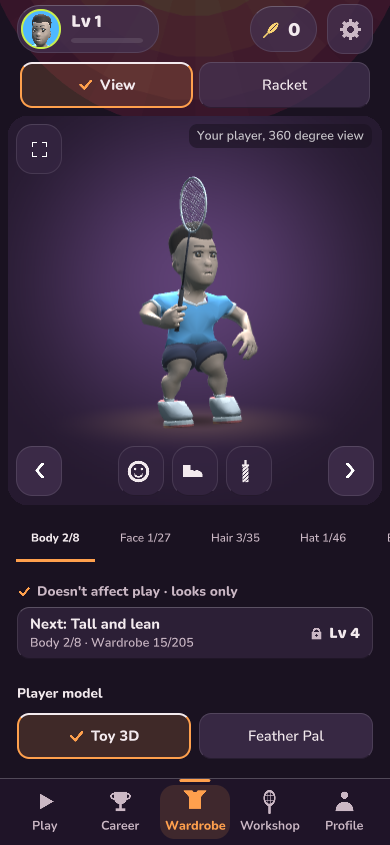 Lv 1
0
View
Racket
Your player, 360 degree view
Body 2/8
Face 1/27
Hair 3/35
Hat 1/46
Doesn't affect play · looks only
Next: Tall and lean
Body 2/8 · Wardrobe 15/205
Lv 4
Player model
Toy 3D
Feather Pal
Play
Career
Wardrobe
Workshop
Profile